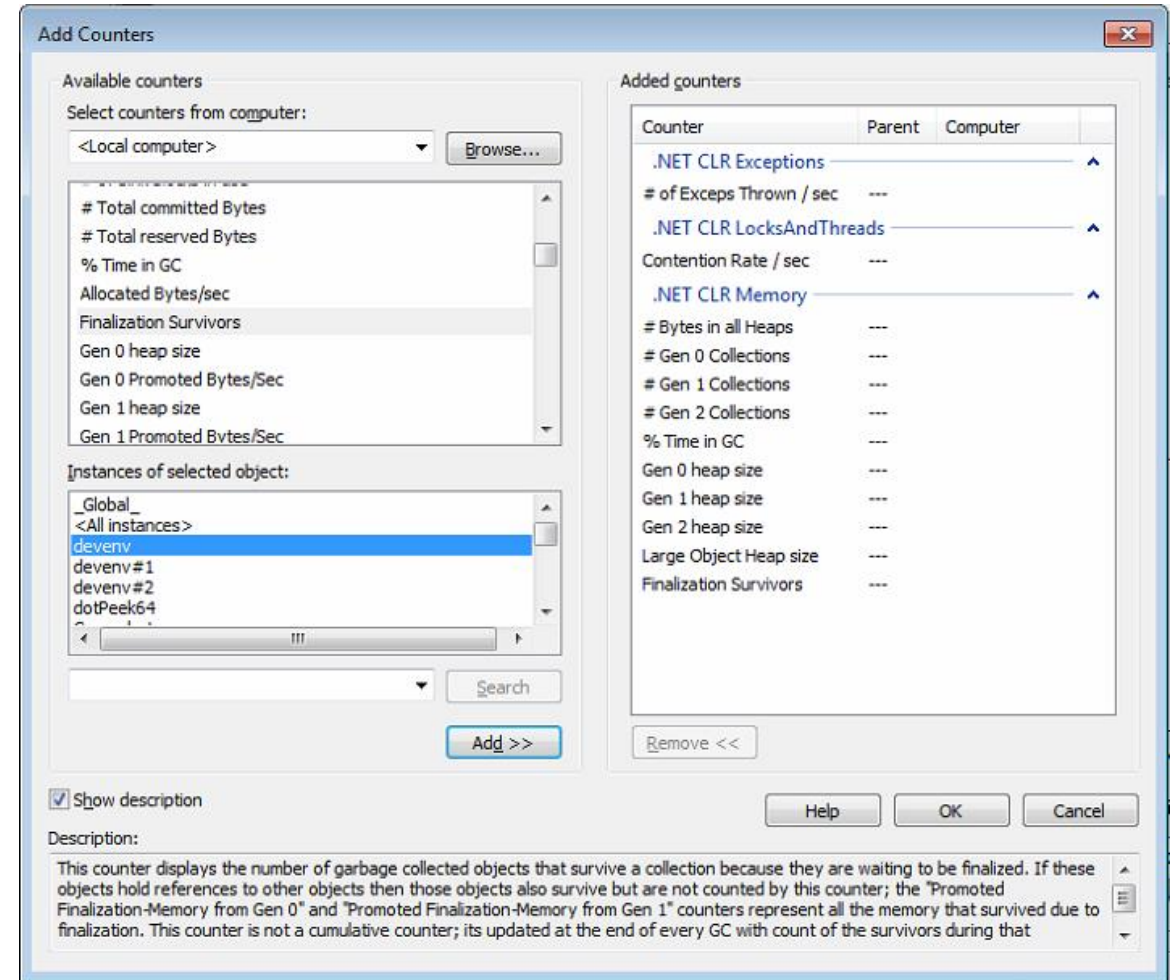 Add Counters
Available counters
Select counters from computer:
<Local computer>
Browse...
# Total committed Bytes
# Total reserved Bytes
% Time in GC
Allocated Bytes/sec
Finalization Survivors
Gen 0 heap size
Gen 0 Promoted Bytes/Sec
Gen 1 heap size
Gen 1 Promoted Bytes/Sec
Instances of selected object:
_Global_
<All instances>
devenv
devenv#1
devenv#2
dotPeek64
Search
Add >>
Added counters
Counter Parent Computer
.NET CLR Exceptions
# of Exceps Thrown / sec ---
.NET CLR LocksAndThreads
Contention Rate / sec ---
.NET CLR Memory
# Bytes in all Heaps ---
# Gen 0 Collections ---
# Gen 1 Collections ---
# Gen 2 Collections ---
% Time in GC ---
Gen 0 heap size ---
Gen 1 heap size ---
Gen 2 heap size ---
Large Object Heap size ---
Finalization Survivors ---
Remove <<
Show description
Help OK Cancel
Description:
This counter displays the number of garbage collected objects that survive a collection because they are waiting to be finalized. If these
objects hold references to other objects then those objects also survive but are not counted by this counter; the "Promoted
Finalization-Memory from Gen 0" and "Promoted Finalization-Memory from Gen 1" counters represent all the memory that survived due to
finalization. This counter is not a cumulative counter; its updated at the end of every GC with count of the survivors during that